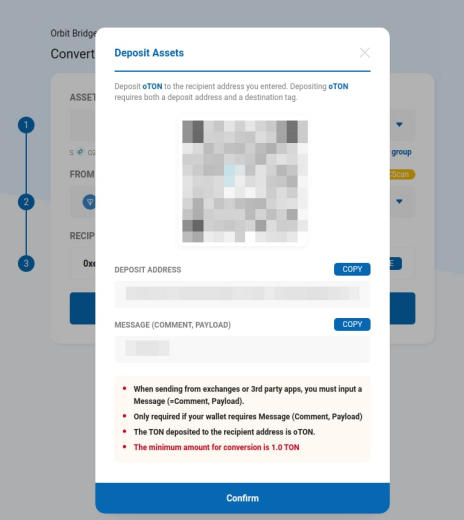 Orbit Bridge
Convert
Deposit Assets
Deposit oTON to the recipient address you entered. Depositing oTON
requires both a deposit address and a destination tag.
ASSET
1
group
FROM
Scan
2
RECIP
3
0xe
DEPOSIT ADDRESS
COPY
MESSAGE (COMMENT, PAYLOAD)
COPY
When sending from exchanges or 3rd party apps, you must input a
Message (=Comment, Payload).
Only required if your wallet requires Message (Comment, Payload)
The TON deposited to the recipient address is oTON.
The minimum amount for conversion is 1.0 TON
Confirm